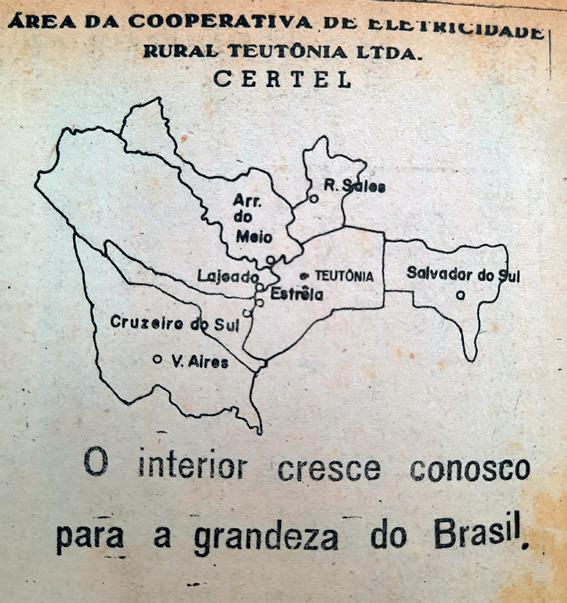 ÁREA DA COOPERATIVA DE ELETRICIDADE
RURAL TEUTÔNIA LTDA.
CERTEL
R. Sales
Arr.
do
Meio
Lajeado
TEUTÔNIA
Salvador do Sul
Estrêla
Cruzeiro do Sul
V. Aires
O interior cresce conosco
para a grandeza do Brasil.